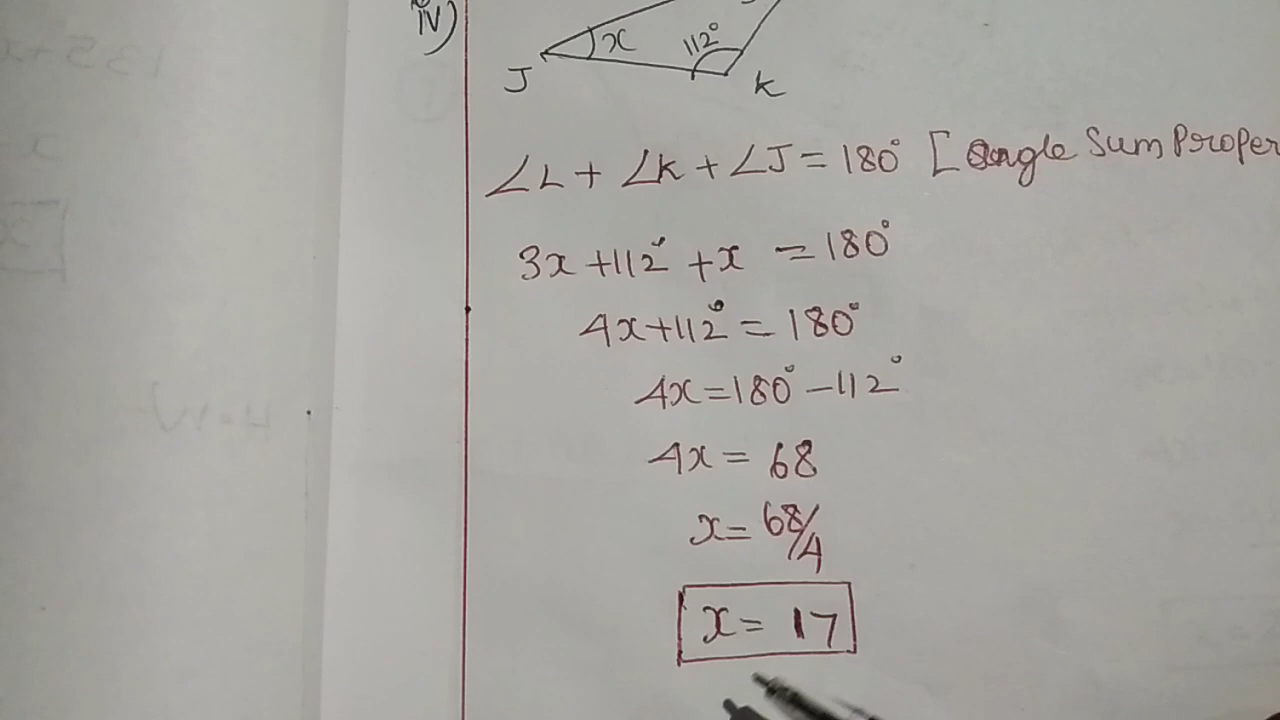 iv)
x 112°
J K
∠L + ∠K + ∠J = 180° [Angle Sum Proper
3x + 112° + x = 180°
4x + 112° = 180°
4x = 180° - 112°
4x = 68
x = 68/4
x = 17